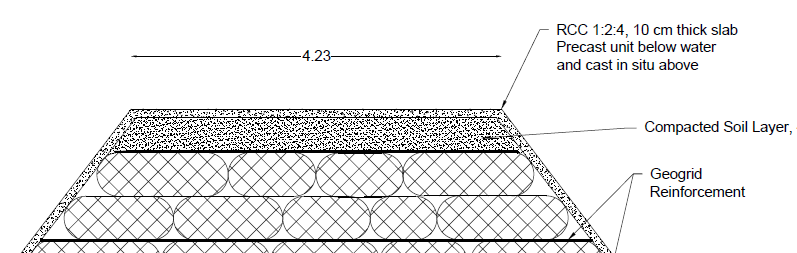 RCC 1:2:4, 10 cm thick slab
Precast unit below water
and cast in situ above
4.23
Compacted Soil Layer,
Geogrid
Reinforcement